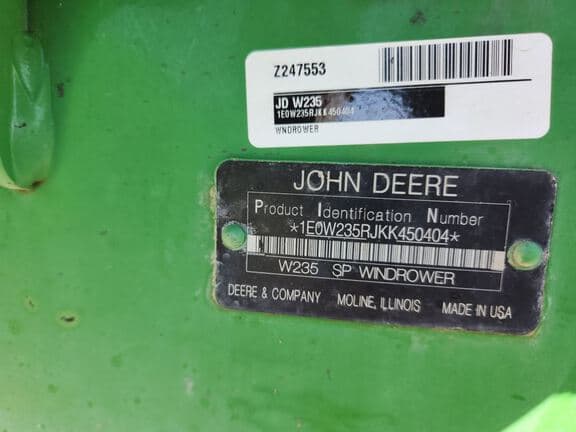 Z247553
JD W235
1E0W235RJKK450404
WNDROWER
JOHN DEERE
Product Identification Number
*1E0W235RJKK450404*
W235 SP WINDROWER
DEERE & COMPANY MOLINE, ILLINOIS MADE IN USA